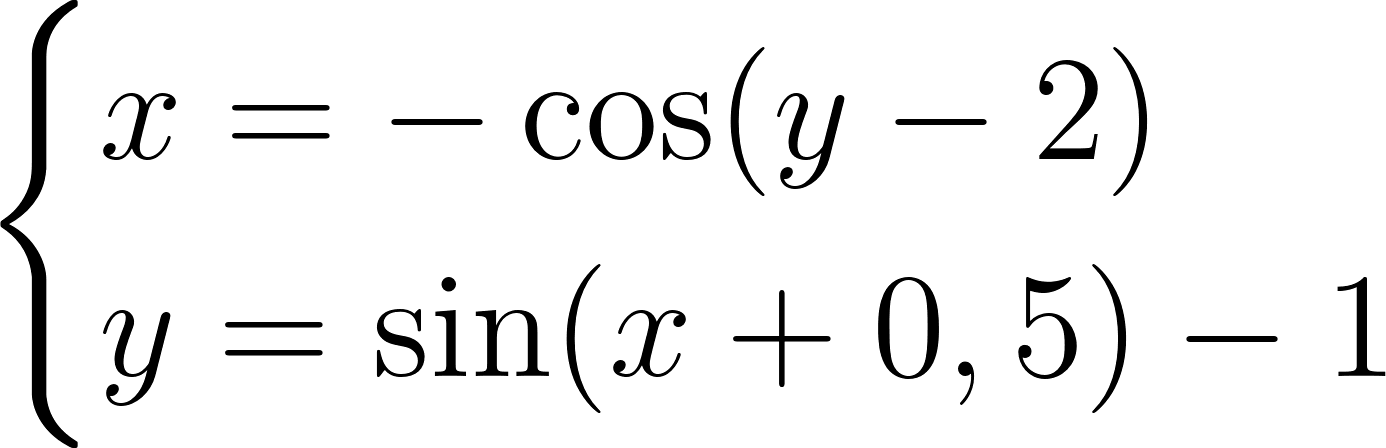 x = − cos(y − 2)
y = sin(x + 0, 5) − 1